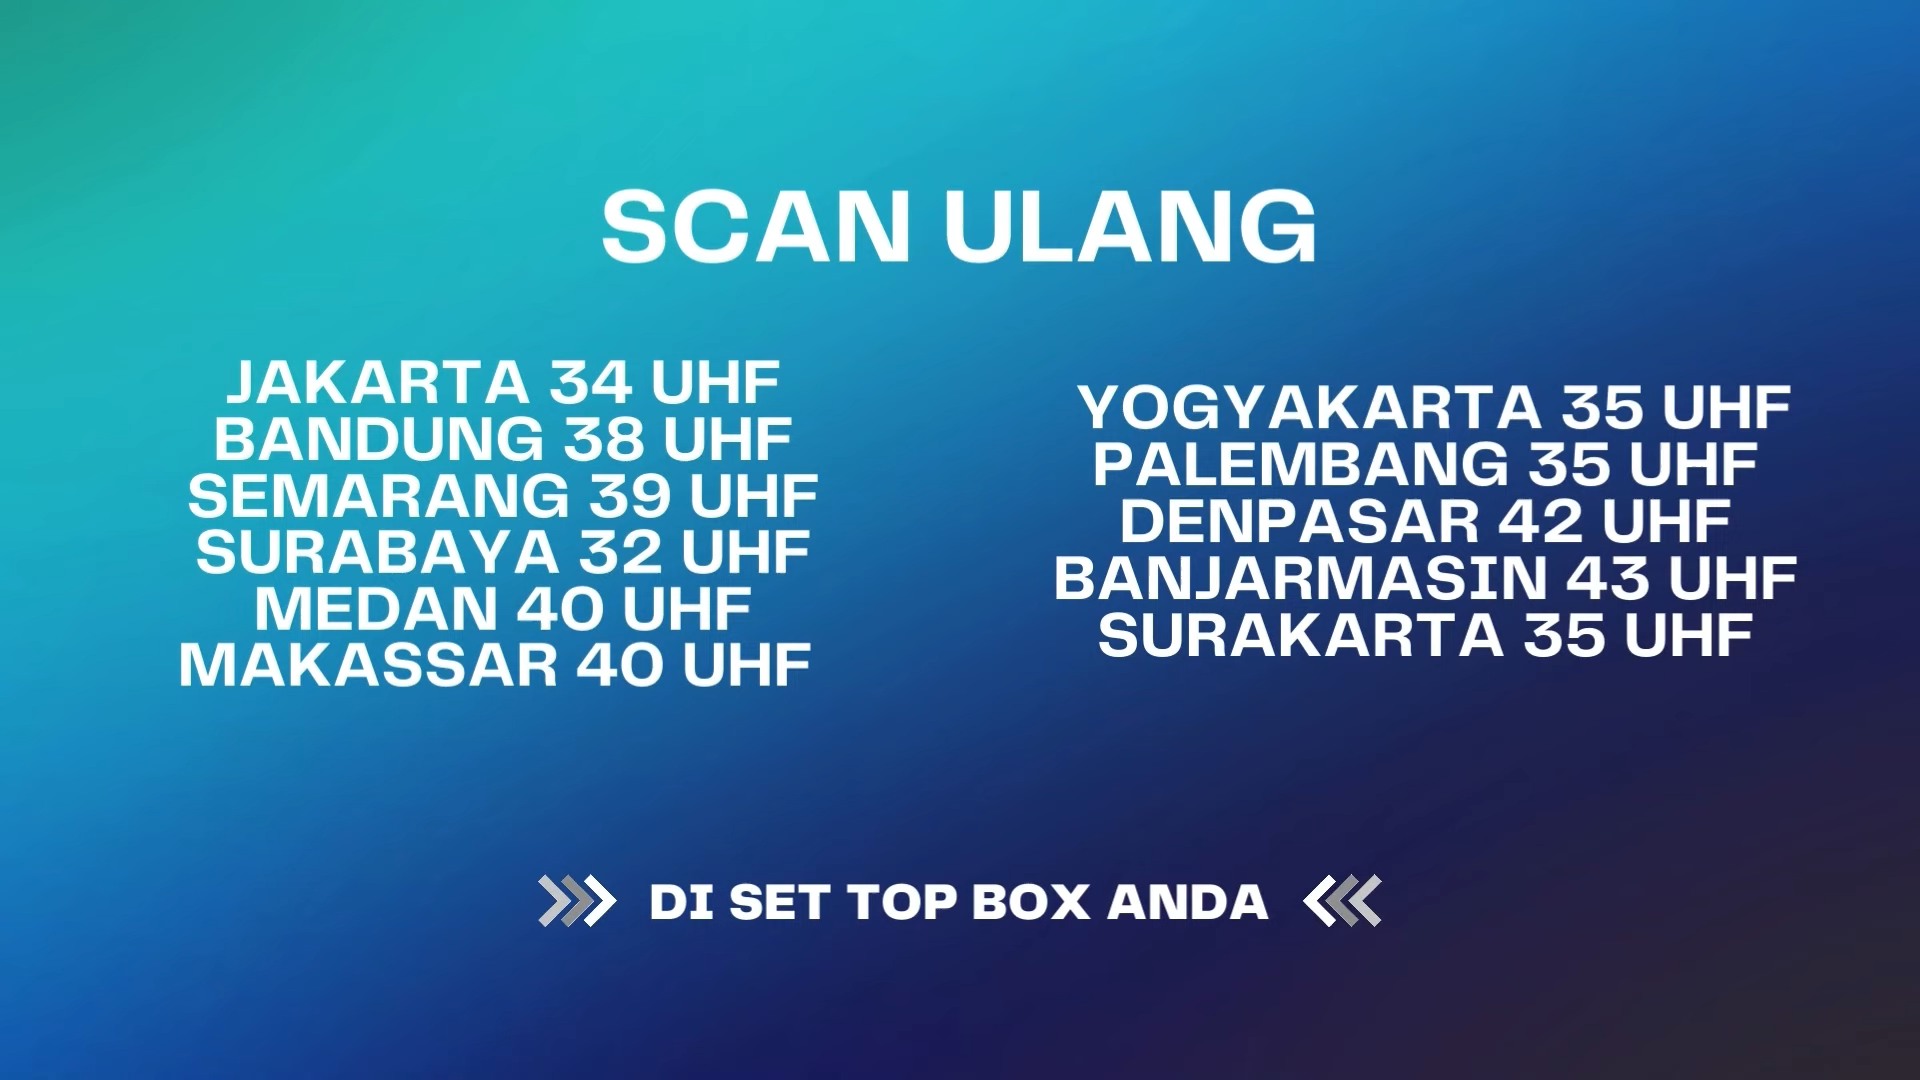 SCAN ULANG
JAKARTA 34 UHF
BANDUNG 38 UHF
SEMARANG 39 UHF
SURABAYA 32 UHF
MEDAN 40 UHF
MAKASSAR 40 UHF
YOGYAKARTA 35 UHF
PALEMBANG 35 UHF
DENPASAR 42 UHF
BANJARMASIN 43 UHF
SURAKARTA 35 UHF
DI SET TOP BOX ANDA